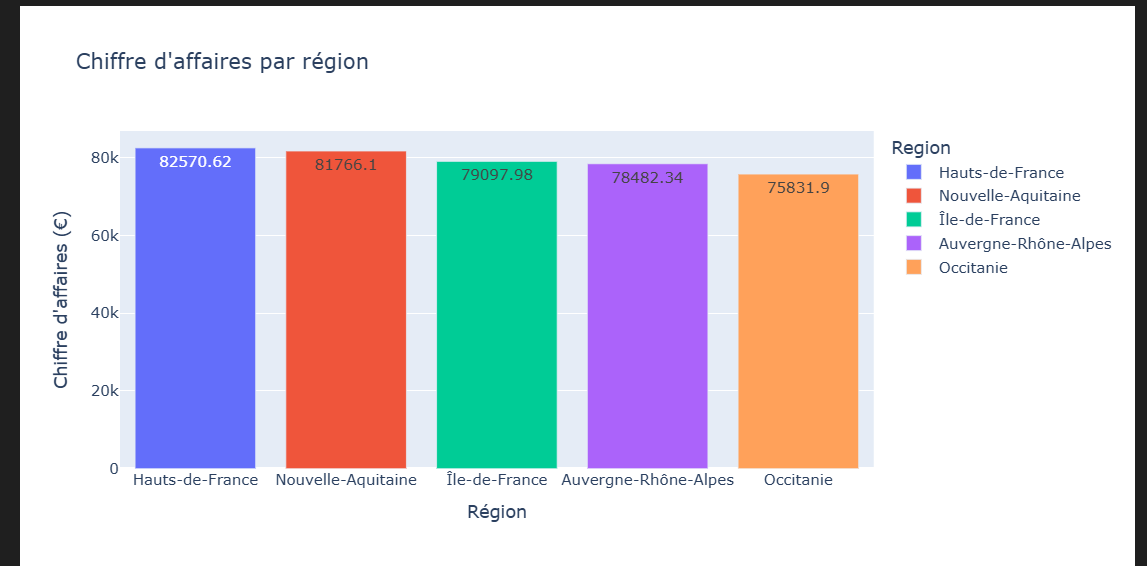 Chiffre d'affaires par région
82570.62
81766.1
79097.98
78482.34
75831.9
80k
60k
40k
20k
0
Chiffre d'affaires (€)
Hauts-de-France
Nouvelle-Aquitaine
Île-de-France
Auvergne-Rhône-Alpes
Occitanie
Région
Region
Hauts-de-France
Nouvelle-Aquitaine
Île-de-France
Auvergne-Rhône-Alpes
Occitanie